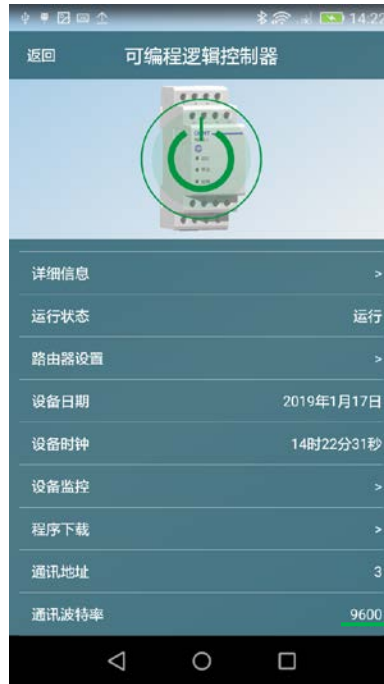 14:22
返回 可编程逻辑控制器
详细信息 >
运行状态 运行
路由器设置 >
设备日期 2019年1月17日
设备时钟 14时22分31秒
设备监控 >
程序下载 >
通讯地址 3
通讯波特率 9600